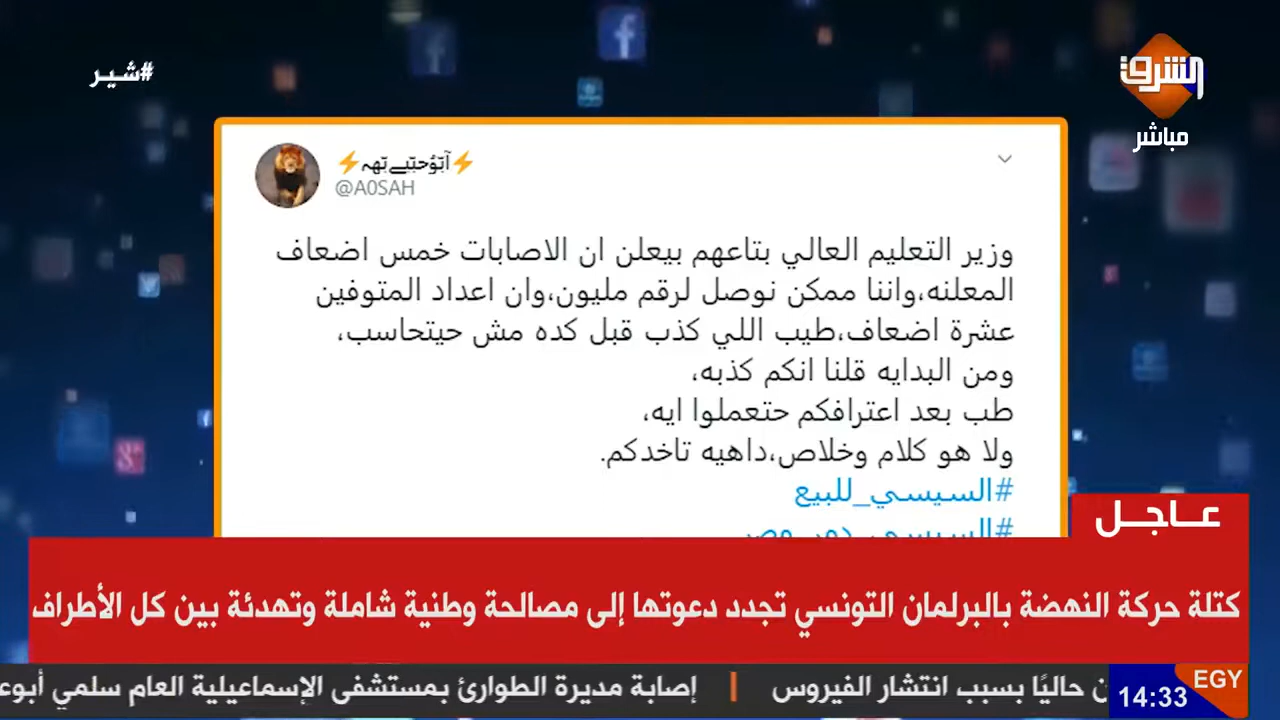 #شير
الشرق
مباشر
⚡آبّوُحبّيےبّهہ⚡
@A0SAH
وزير التعليم العالي بتاعهم بيعلن ان الاصابات خمس اضعاف
المعلنه،واننا ممكن نوصل لرقم مليون،وان اعداد المتوفين
عشرة اضعاف،طيب اللي كذب قبل كده مش حيتحاسب،
ومن البدايه قلنا انكم كذبه،
طب بعد اعترافكم حتعملوا ايه،
ولا هو كلام وخلاص،داهيه تاخدكم.
#السيسي_للبيع
عـاجـل
كتلة حركة النهضة بالبرلمان التونسي تجدد دعوتها إلى مصالحة وطنية شاملة وتهدئة بين كل الأطراف
حاليًا بسبب انتشار الفيروس | إصابة مديرة الطوارئ بمستشفى الإسماعيلية العام سلمي
EGY
14:33